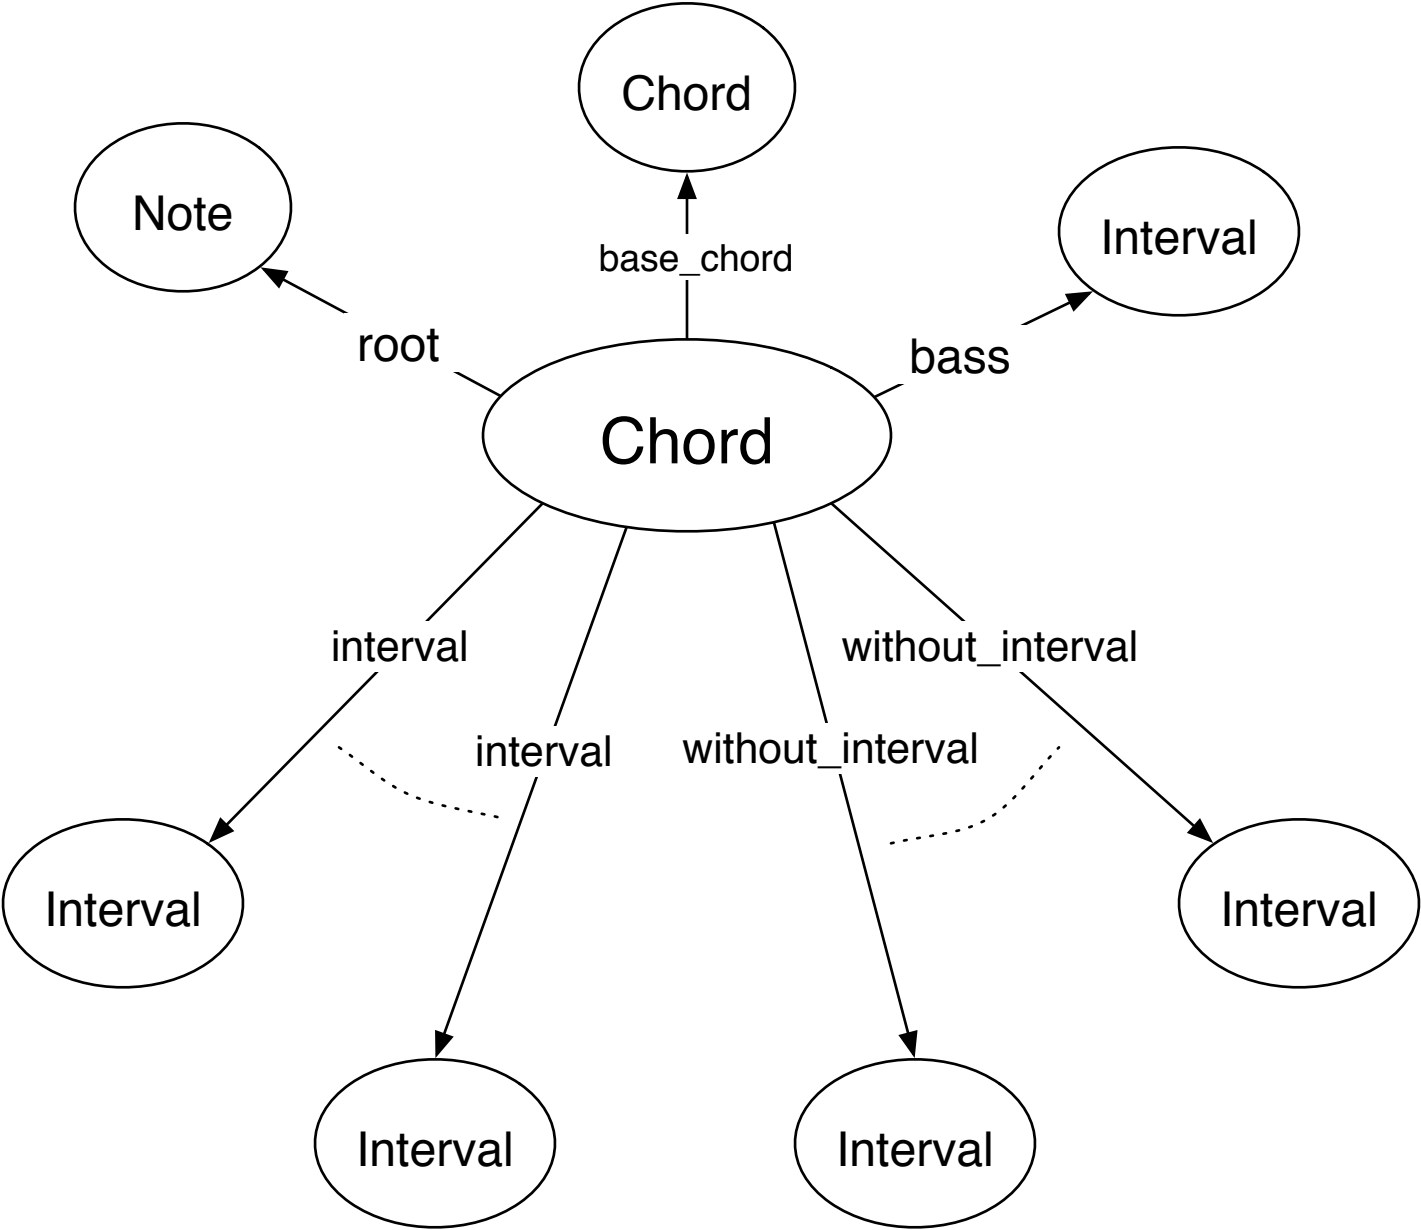 Chord
Note
Interval
base_chord
root
bass
Chord
interval
without_interval
interval
without_interval
Interval
Interval
Interval
Interval